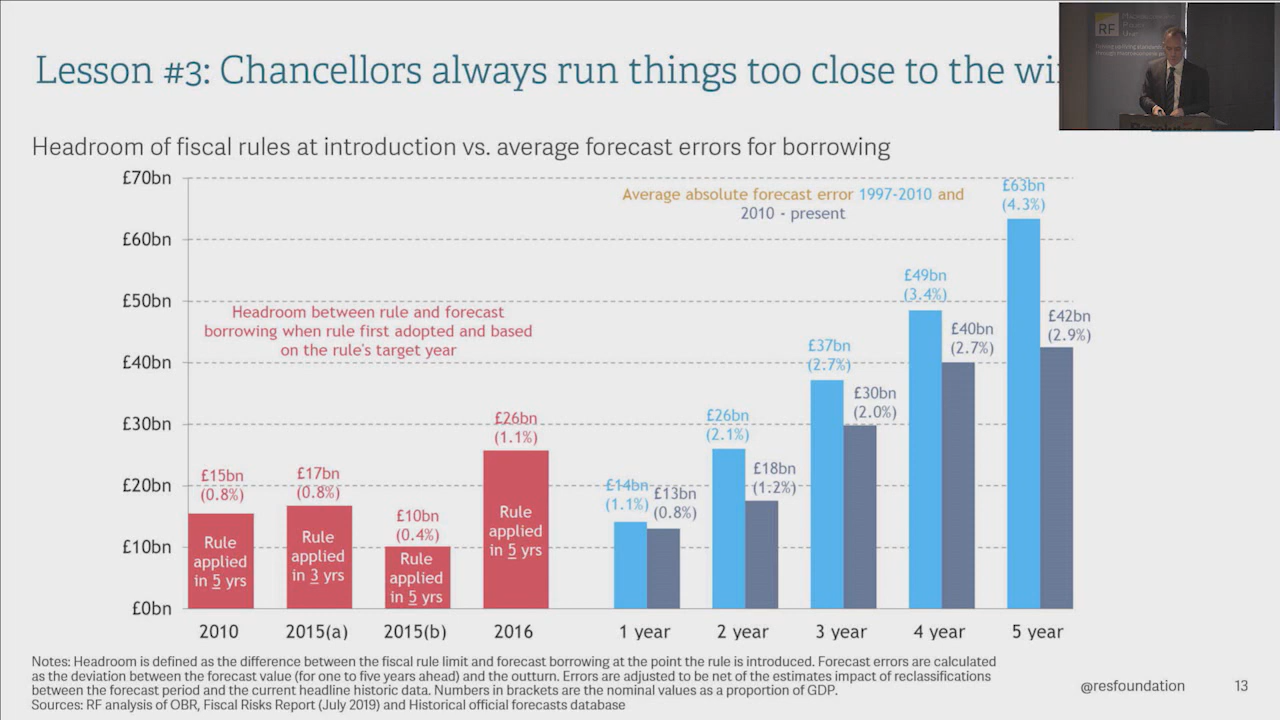 Lesson #3: Chancellors always run things too close to the
RF
Headroom of fiscal rules at introduction vs. average forecast errors for borrowing
£70bn
£60bn
£50bn
£40bn
£30bn
£20bn
£10bn
£0bn
Headroom between rule and forecast
borrowing when rule first adopted and based
on the rule's target year
Average absolute forecast error 1997-2010 and
2010 - present
£15bn
(0.8%)
Rule
applied
in 5 yrs
£17bn
(0.8%)
Rule
applied
in 3 yrs
£10bn
(0.4%)
Rule
applied
in 5 yrs
£26bn
(1.1%)
Rule
applied
in 5 yrs
£14bn
(1.1%)
£13bn
(0.8%)
£26bn
(2.1%)
£18bn
(1.2%)
£37bn
(2.7%)
£30bn
(2.0%)
£49bn
(3.4%)
£40bn
(2.7%)
£63bn
(4.3%)
£42bn
(2.9%)
2010 2015(a) 2015(b) 2016 1 year 2 year 3 year 4 year 5 year
Notes: Headroom is defined as the difference between the fiscal rule limit and forecast borrowing at the point the rule is introduced. Forecast errors are calculated
as the deviation between the forecast value (for one to five years ahead) and the outturn. Errors are adjusted to be net of the estimates impact of reclassifications
between the forecast period and the current headline historic data. Numbers in brackets are the nominal values as a proportion of GDP.
Sources: RF analysis of OBR, Fiscal Risks Report (July 2019) and Historical official forecasts database
@resfoundation 13